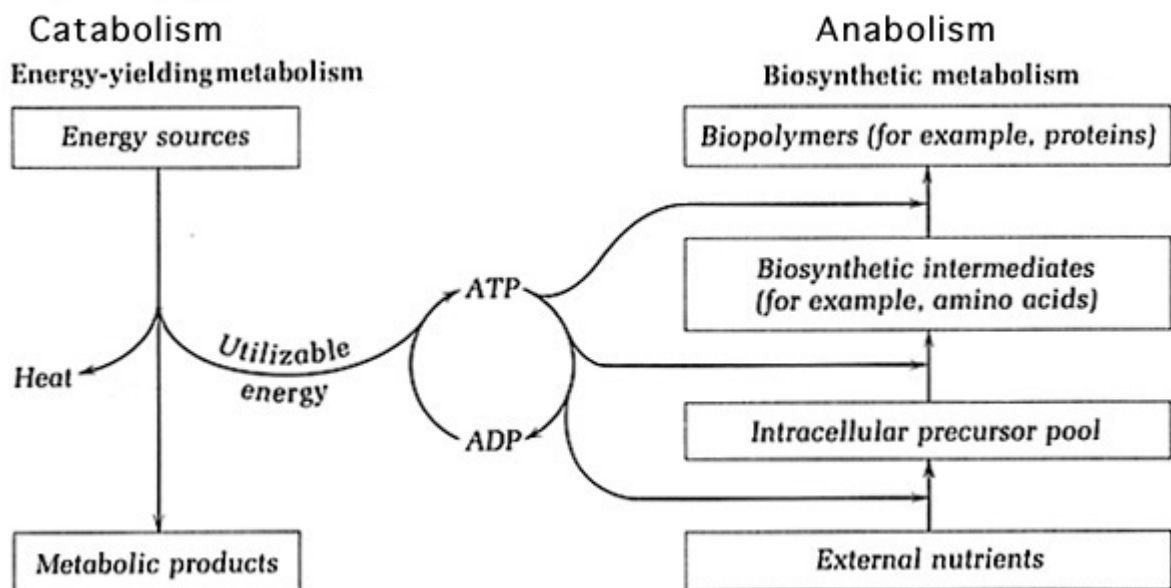 Catabolism
Energy-yielding metabolism
Energy sources
Heat
Utilizable
energy
Metabolic products
ATP
ADP
Anabolism
Biosynthetic metabolism
Biopolymers (for example, proteins)
Biosynthetic intermediates
(for example, amino acids)
Intracellular precursor pool
External nutrients